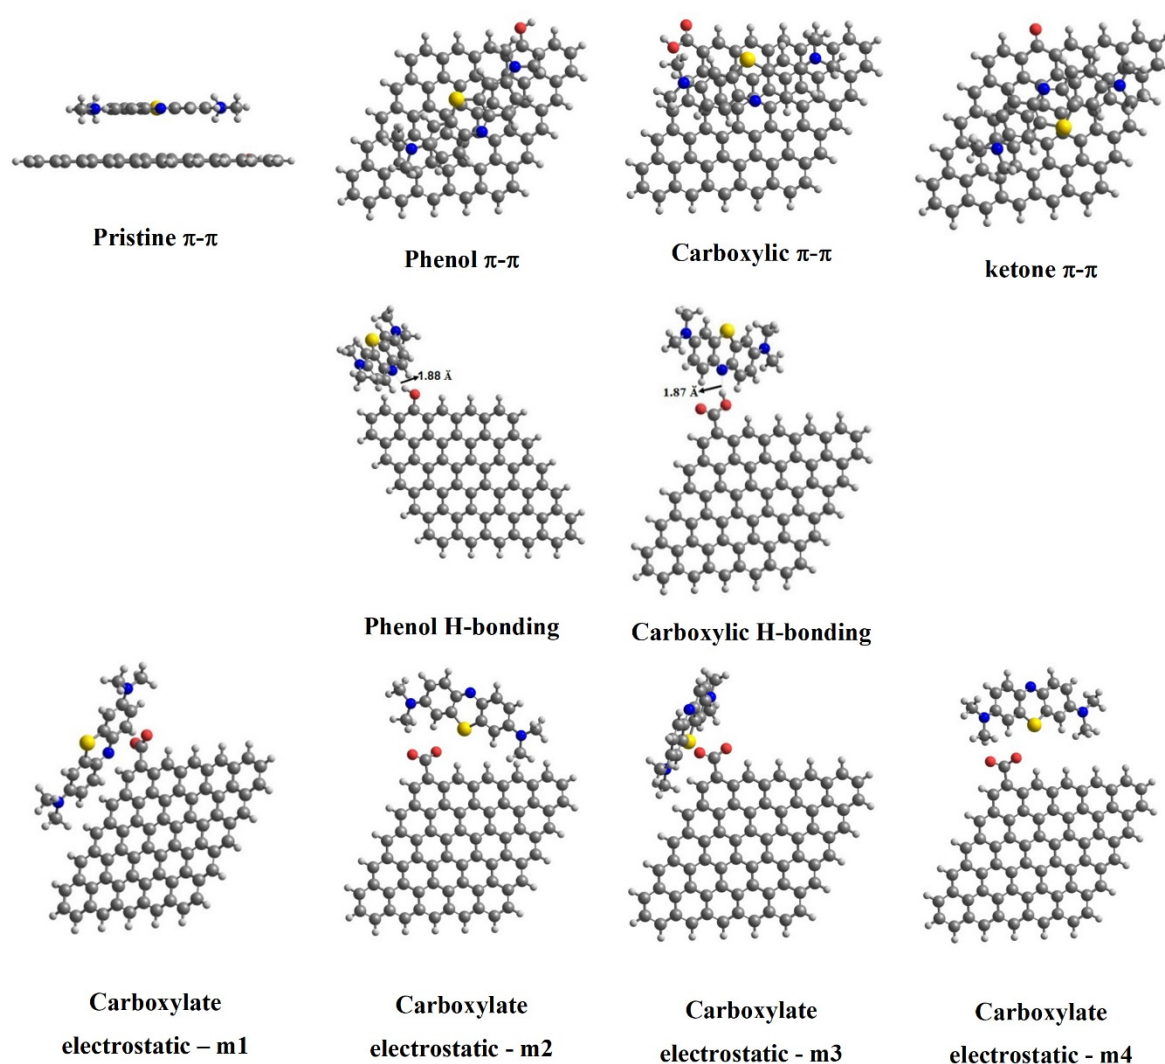 Pristine π-π
Phenol π-π
Carboxylic π-π
ketone π-π
1.88 Å
1.87 Å
Phenol H-bonding
Carboxylic H-bonding
Carboxylate
electrostatic – m1
Carboxylate
electrostatic - m2
Carboxylate
electrostatic - m3
Carboxylate
electrostatic - m4